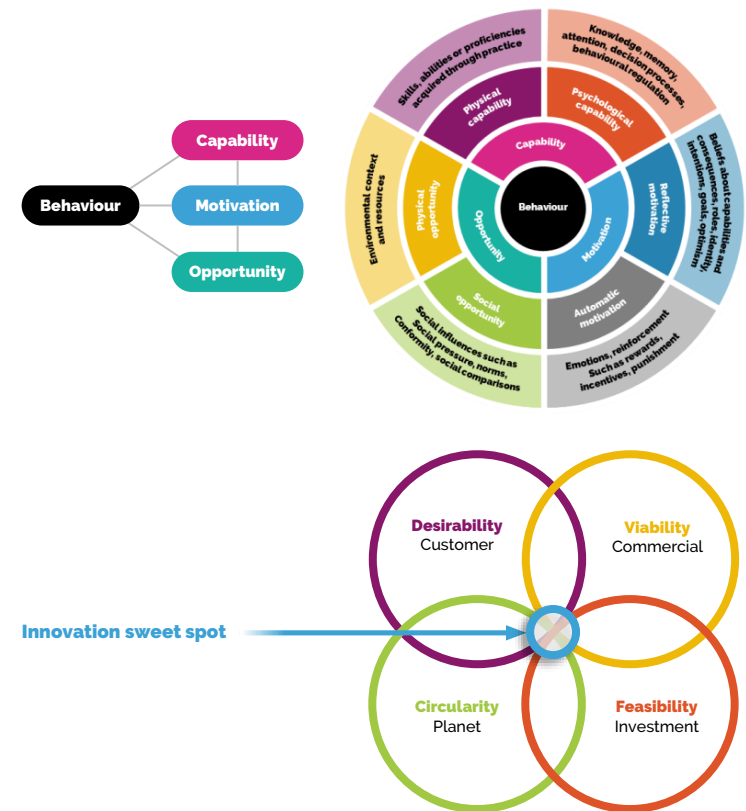 Capability
Behaviour
Motivation
Opportunity
Skills, abilities or proficiencies
acquired through practice
Knowledge, memory,
attention, decision processes,
behavioural regulation
Physical
capability
Psychological
capability
Capability
Beliefs about capabilities and
consequences, roles, identity,
intentions, goals, optimism
Environmental context
and resources
Physical
opportunity
Opportunity
Behaviour
Motivation
Reflective
motivation
Social
opportunity
Automatic
motivation
Social influences such as
Social pressure, norms,
Conformity, social comparisons
Emotions, reinforcement
Such as rewards,
incentives, punishment
Desirability
Customer
Viability
Commercial
Innovation sweet spot
Circularity
Planet
Feasibility
Investment